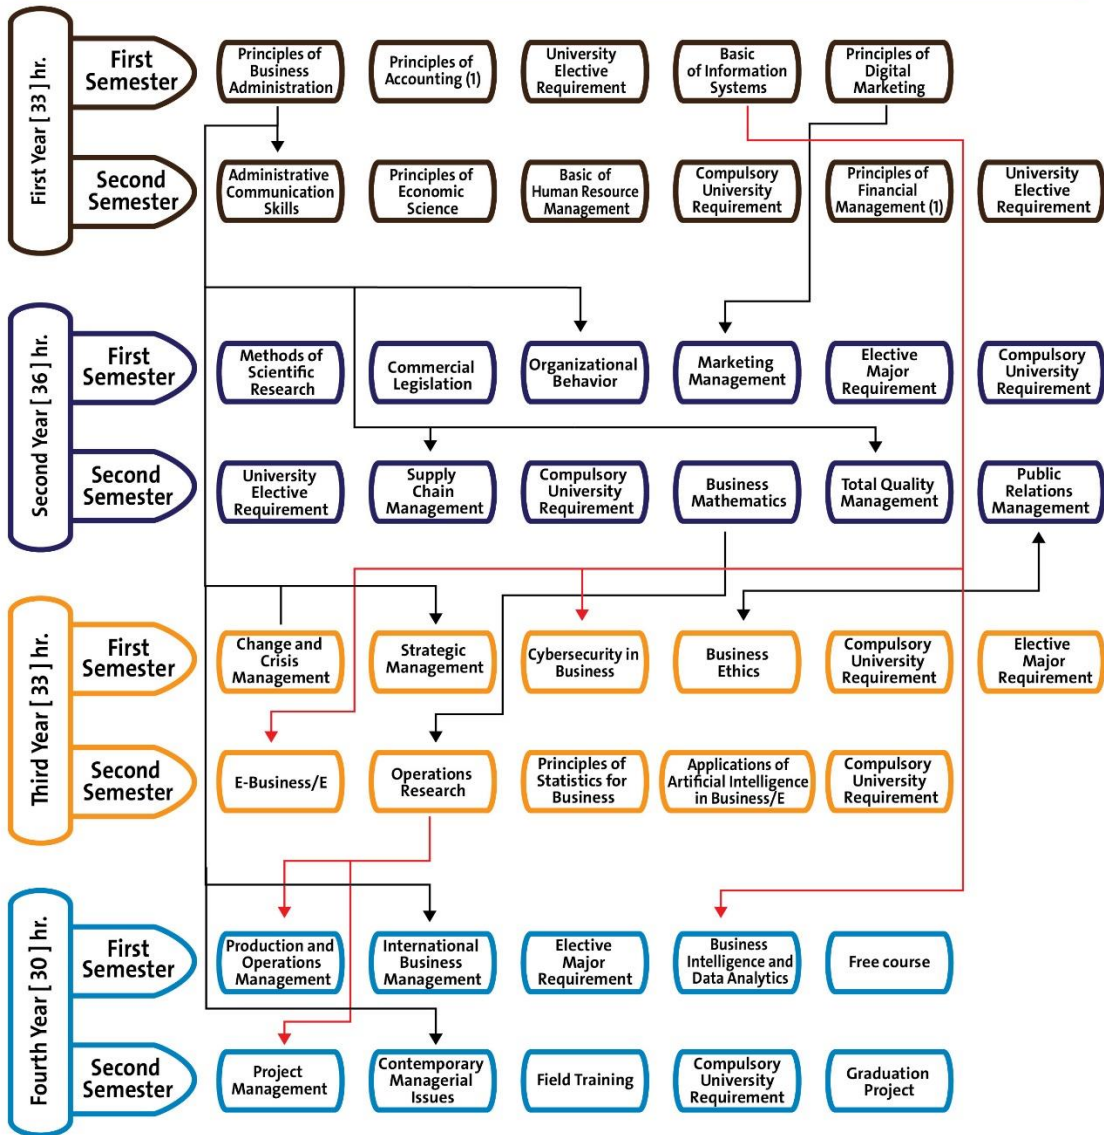 First Year [ 33 ] hr.
First
Semester
Principles of
Business
Administration
Principles of
Accounting (1)
University
Elective
Requirement
Basic
of Information
Systems
Principles of
Digital
Marketing
Second
Semester
Administrative
Communication
Skills
Principles of
Economic
Science
Basic of
Human Resource
Management
Compulsory
University
Requirement
Principles of
Financial
Management (1)
University
Elective
Requirement
Second Year [ 36 ] hr.
First
Semester
Methods of
Scientific
Research
Commercial
Legislation
Organizational
Behavior
Marketing
Management
Elective
Major
Requirement
Compulsory
University
Requirement
Second
Semester
University
Elective
Requirement
Supply
Chain
Management
Compulsory
University
Requirement
Business
Mathematics
Total Quality
Management
Public
Relations
Management
Third Year [ 33 ] hr.
First
Semester
Change and
Crisis
Management
Strategic
Management
Cybersecurity in
Business
Business
Ethics
Compulsory
University
Requirement
Elective
Major
Requirement
Second
Semester
E-Business/E
Operations
Research
Principles of
Statistics for
Business
Applications of
Artificial Intelligence
in Business/E
Compulsory
University
Requirement
Fourth Year [ 30 ] hr.
First
Semester
Production and
Operations
Management
International
Business
Management
Elective
Major
Requirement
Business
Intelligence and
Data Analytics
Free course
Second
Semester
Project
Management
Contemporary
Managerial
Issues
Field Training
Compulsory
University
Requirement
Graduation
Project